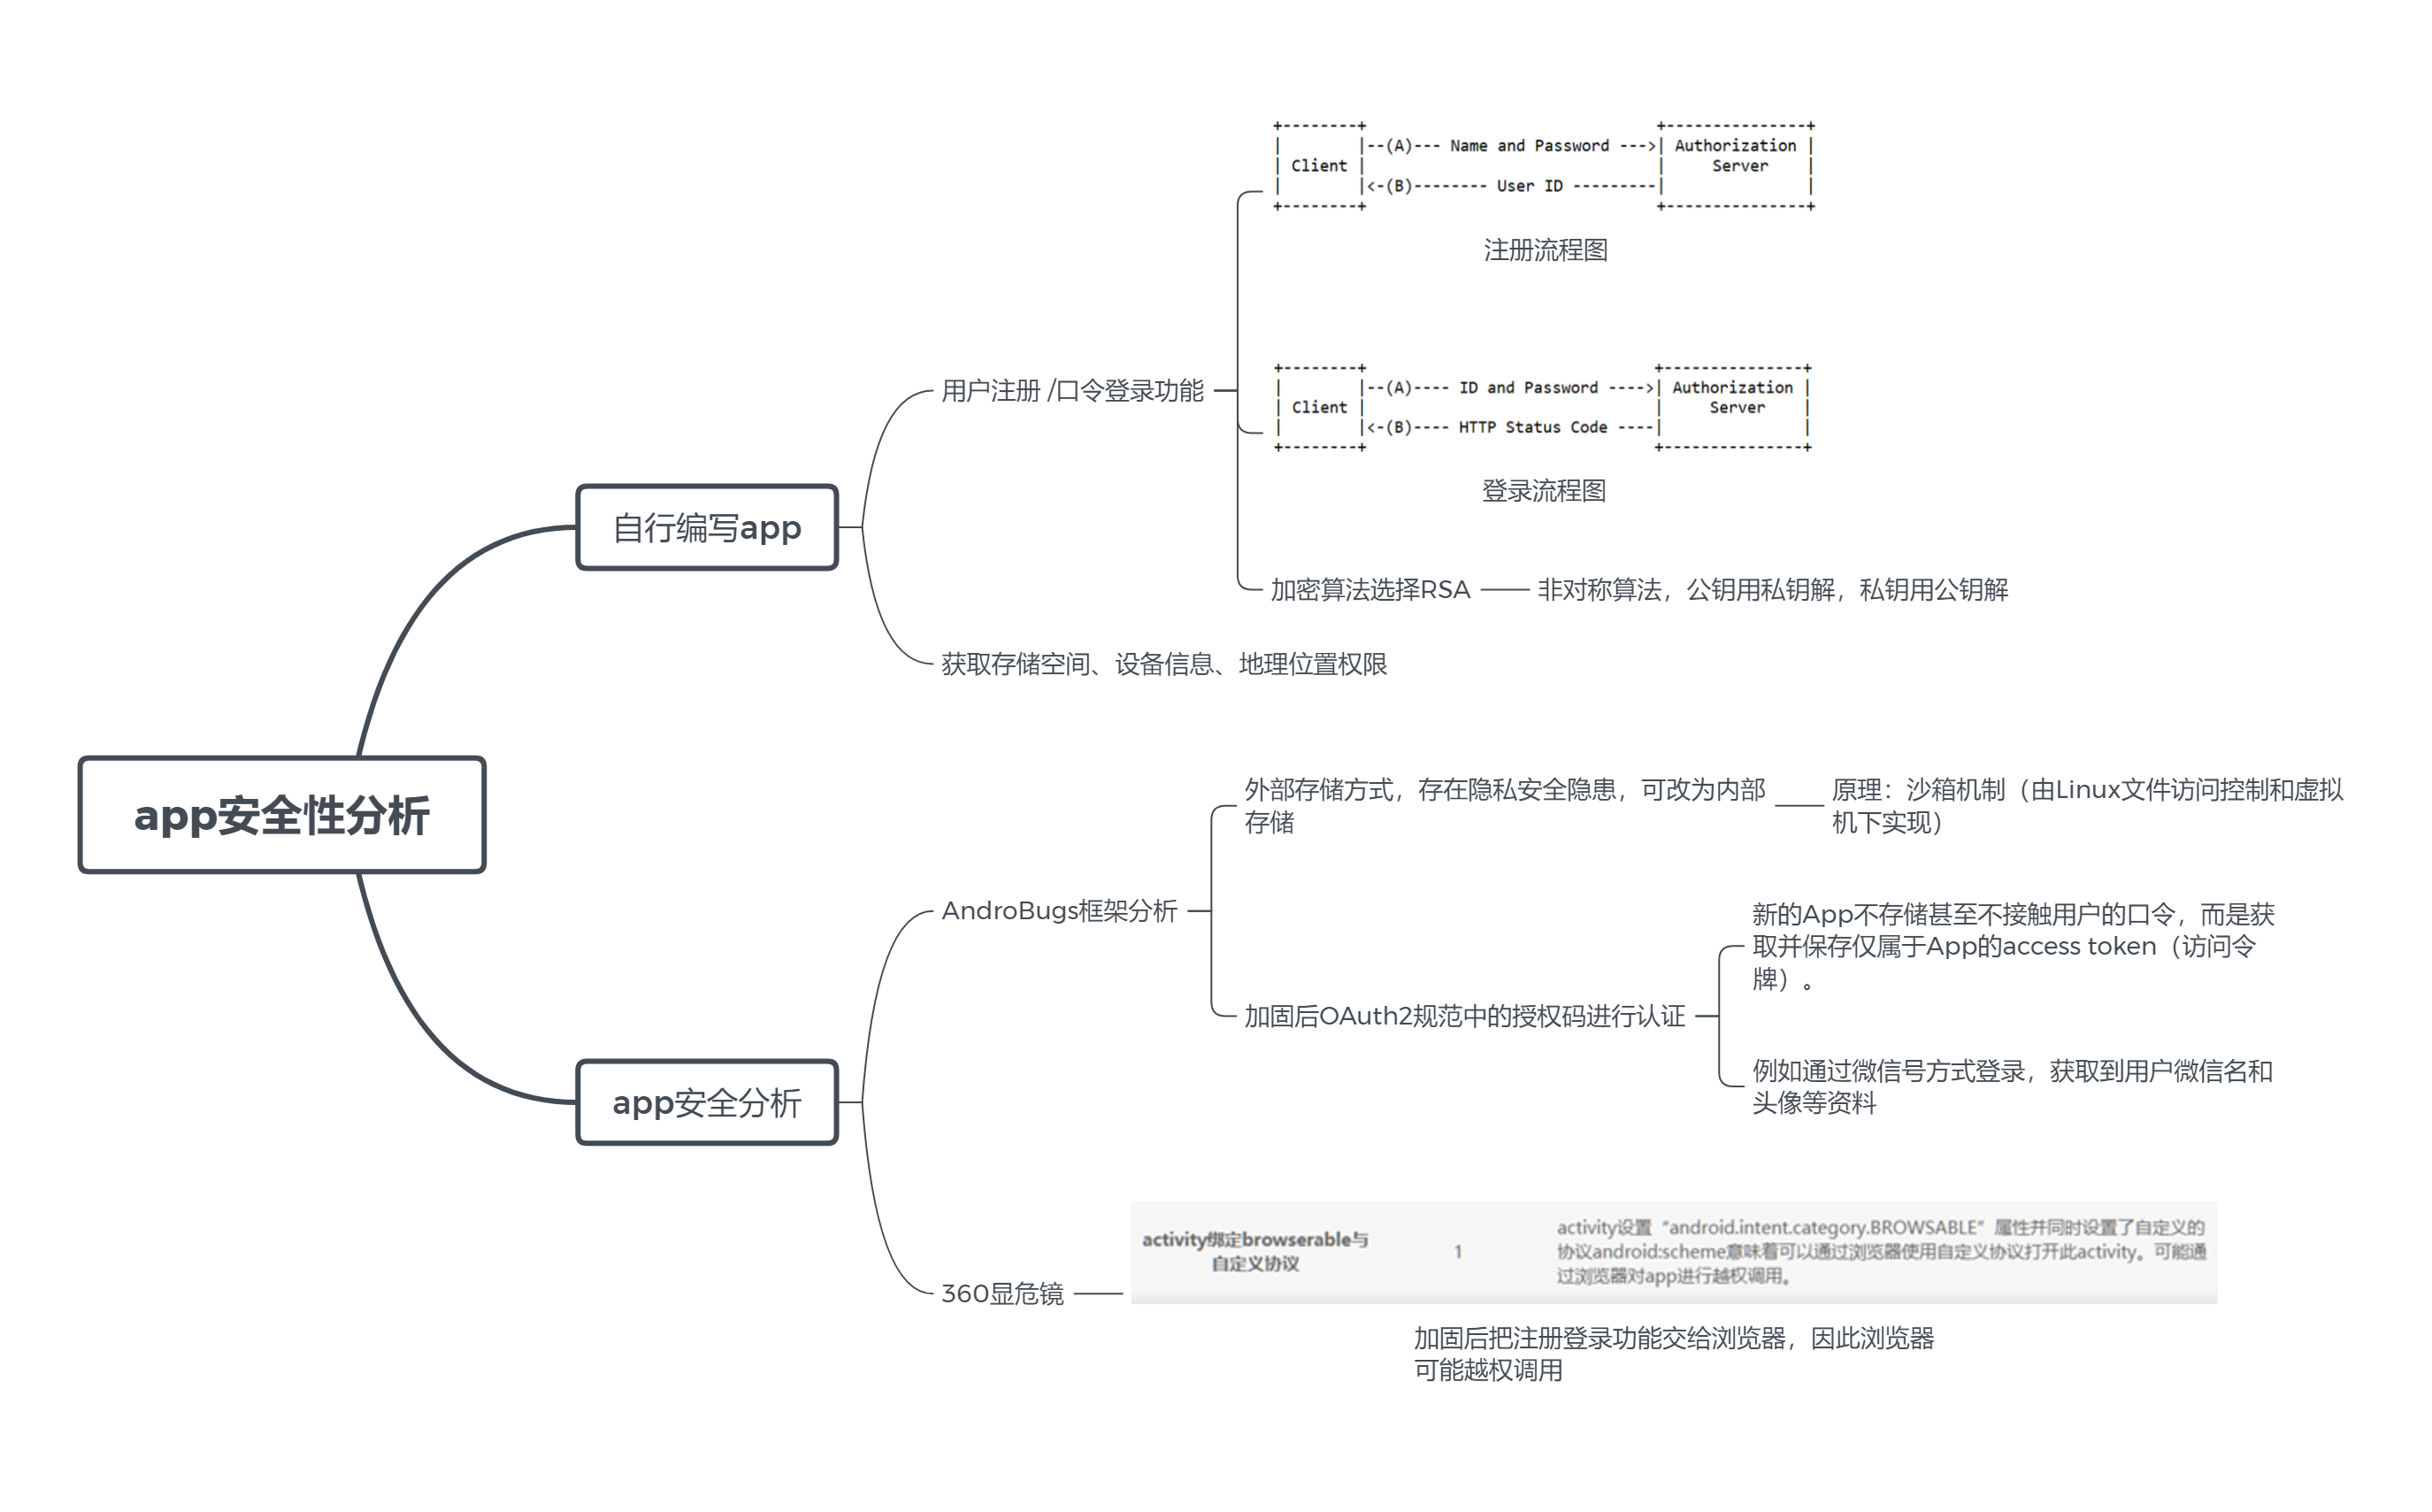 app安全性分析
自行编写app
用户注册 /口令登录功能
+--------+                               +---------------+
|        |--(A)--- Name and Password --->| Authorization |
| Client |                               |    Server     |
|        |<-(B)-------- User ID ---------|               |
+--------+                               +---------------+
注册流程图
+--------+                               +---------------+
|        |--(A)---- ID and Password ---->| Authorization |
| Client |                               |    Server     |
|        |<-(B)---- HTTP Status Code ----|               |
+--------+                               +---------------+
登录流程图
加密算法选择RSA
非对称算法，公钥用私钥解，私钥用公钥解
获取存储空间、设备信息、地理位置权限
app安全分析
AndroBugs框架分析
外部存储方式，存在隐私安全隐患，可改为内部
存储
原理：沙箱机制（由Linux文件访问控制和虚拟
机下实现）
加固后OAuth2规范中的授权码进行认证
新的App不存储甚至不接触用户的口令，而是获
取并保存仅属于App的access token（访问令
牌）。
例如通过微信号方式登录，获取到用户微信名和
头像等资料
360显危镜
activity绑定browserable与
自定义协议
1
activity设置“android.intent.category.BROWSABLE”属性并同时设置了自定义的
协议android:scheme意味着可以通过浏览器使用自定义协议打开此activity。可能通
过浏览器对app进行越权调用。
加固后把注册登录功能交给浏览器，因此浏览器
可能越权调用